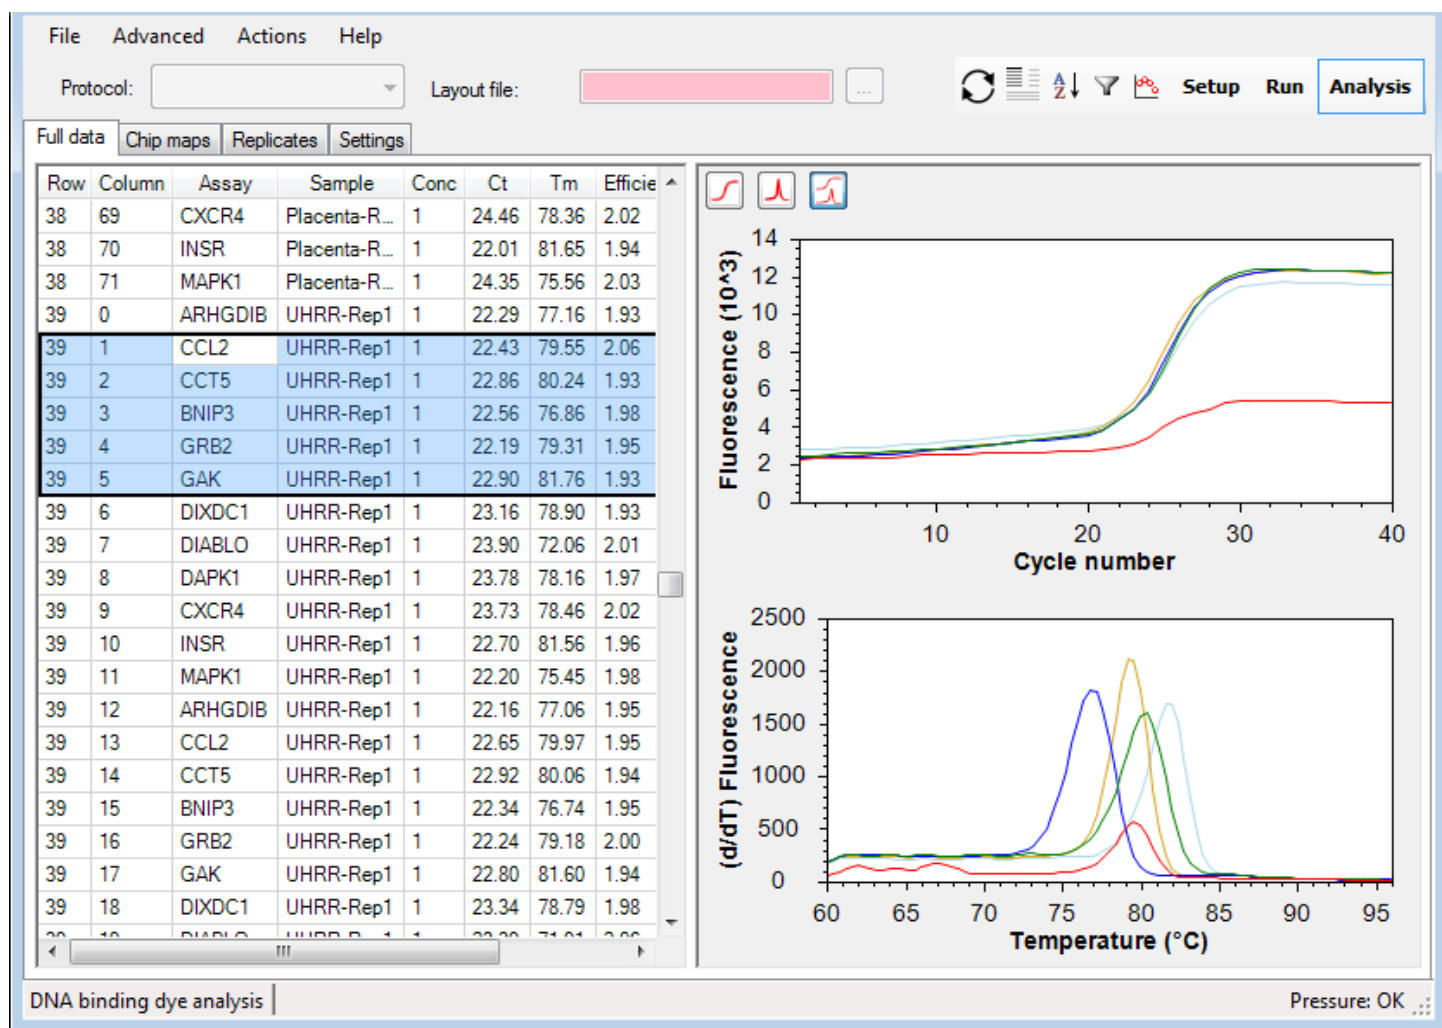 File Advanced Actions Help
Protocol: Layout file: ... A Z Setup Run Analysis
Full data Chip maps Replicates Settings
Row Column Assay Sample Conc Ct Tm Efficie
38 69 CXCR4 Placenta-R... 1 24.46 78.36 2.02
38 70 INSR Placenta-R... 1 22.01 81.65 1.94
38 71 MAPK1 Placenta-R... 1 24.35 75.56 2.03
39 0 ARHGDIB UHRR-Rep1 1 22.29 77.16 1.93
39 1 CCL2 UHRR-Rep1 1 22.43 79.55 2.06
39 2 CCT5 UHRR-Rep1 1 22.86 80.24 1.93
39 3 BNIP3 UHRR-Rep1 1 22.56 76.86 1.98
39 4 GRB2 UHRR-Rep1 1 22.19 79.31 1.95
39 5 GAK UHRR-Rep1 1 22.90 81.76 1.93
39 6 DIXDC1 UHRR-Rep1 1 23.16 78.90 1.93
39 7 DIABLO UHRR-Rep1 1 23.90 72.06 2.01
39 8 DAPK1 UHRR-Rep1 1 23.78 78.16 1.97
39 9 CXCR4 UHRR-Rep1 1 23.73 78.46 2.02
39 10 INSR UHRR-Rep1 1 22.70 81.56 1.96
39 11 MAPK1 UHRR-Rep1 1 22.20 75.45 1.98
39 12 ARHGDIB UHRR-Rep1 1 22.16 77.06 1.95
39 13 CCL2 UHRR-Rep1 1 22.65 79.97 1.95
39 14 CCT5 UHRR-Rep1 1 22.92 80.06 1.94
39 15 BNIP3 UHRR-Rep1 1 22.34 76.74 1.95
39 16 GRB2 UHRR-Rep1 1 22.24 79.18 2.00
39 17 GAK UHRR-Rep1 1 22.80 81.60 1.94
39 18 DIXDC1 UHRR-Rep1 1 23.34 78.79 1.98
Fluorescence (10^3)
14
12
10
8
6
4
2
0
10 20 30 40
Cycle number
(d/dT) Fluorescence
2500
2000
1500
1000
500
0
60 65 70 75 80 85 90 95
Temperature (°C)
DNA binding dye analysis Pressure: OK